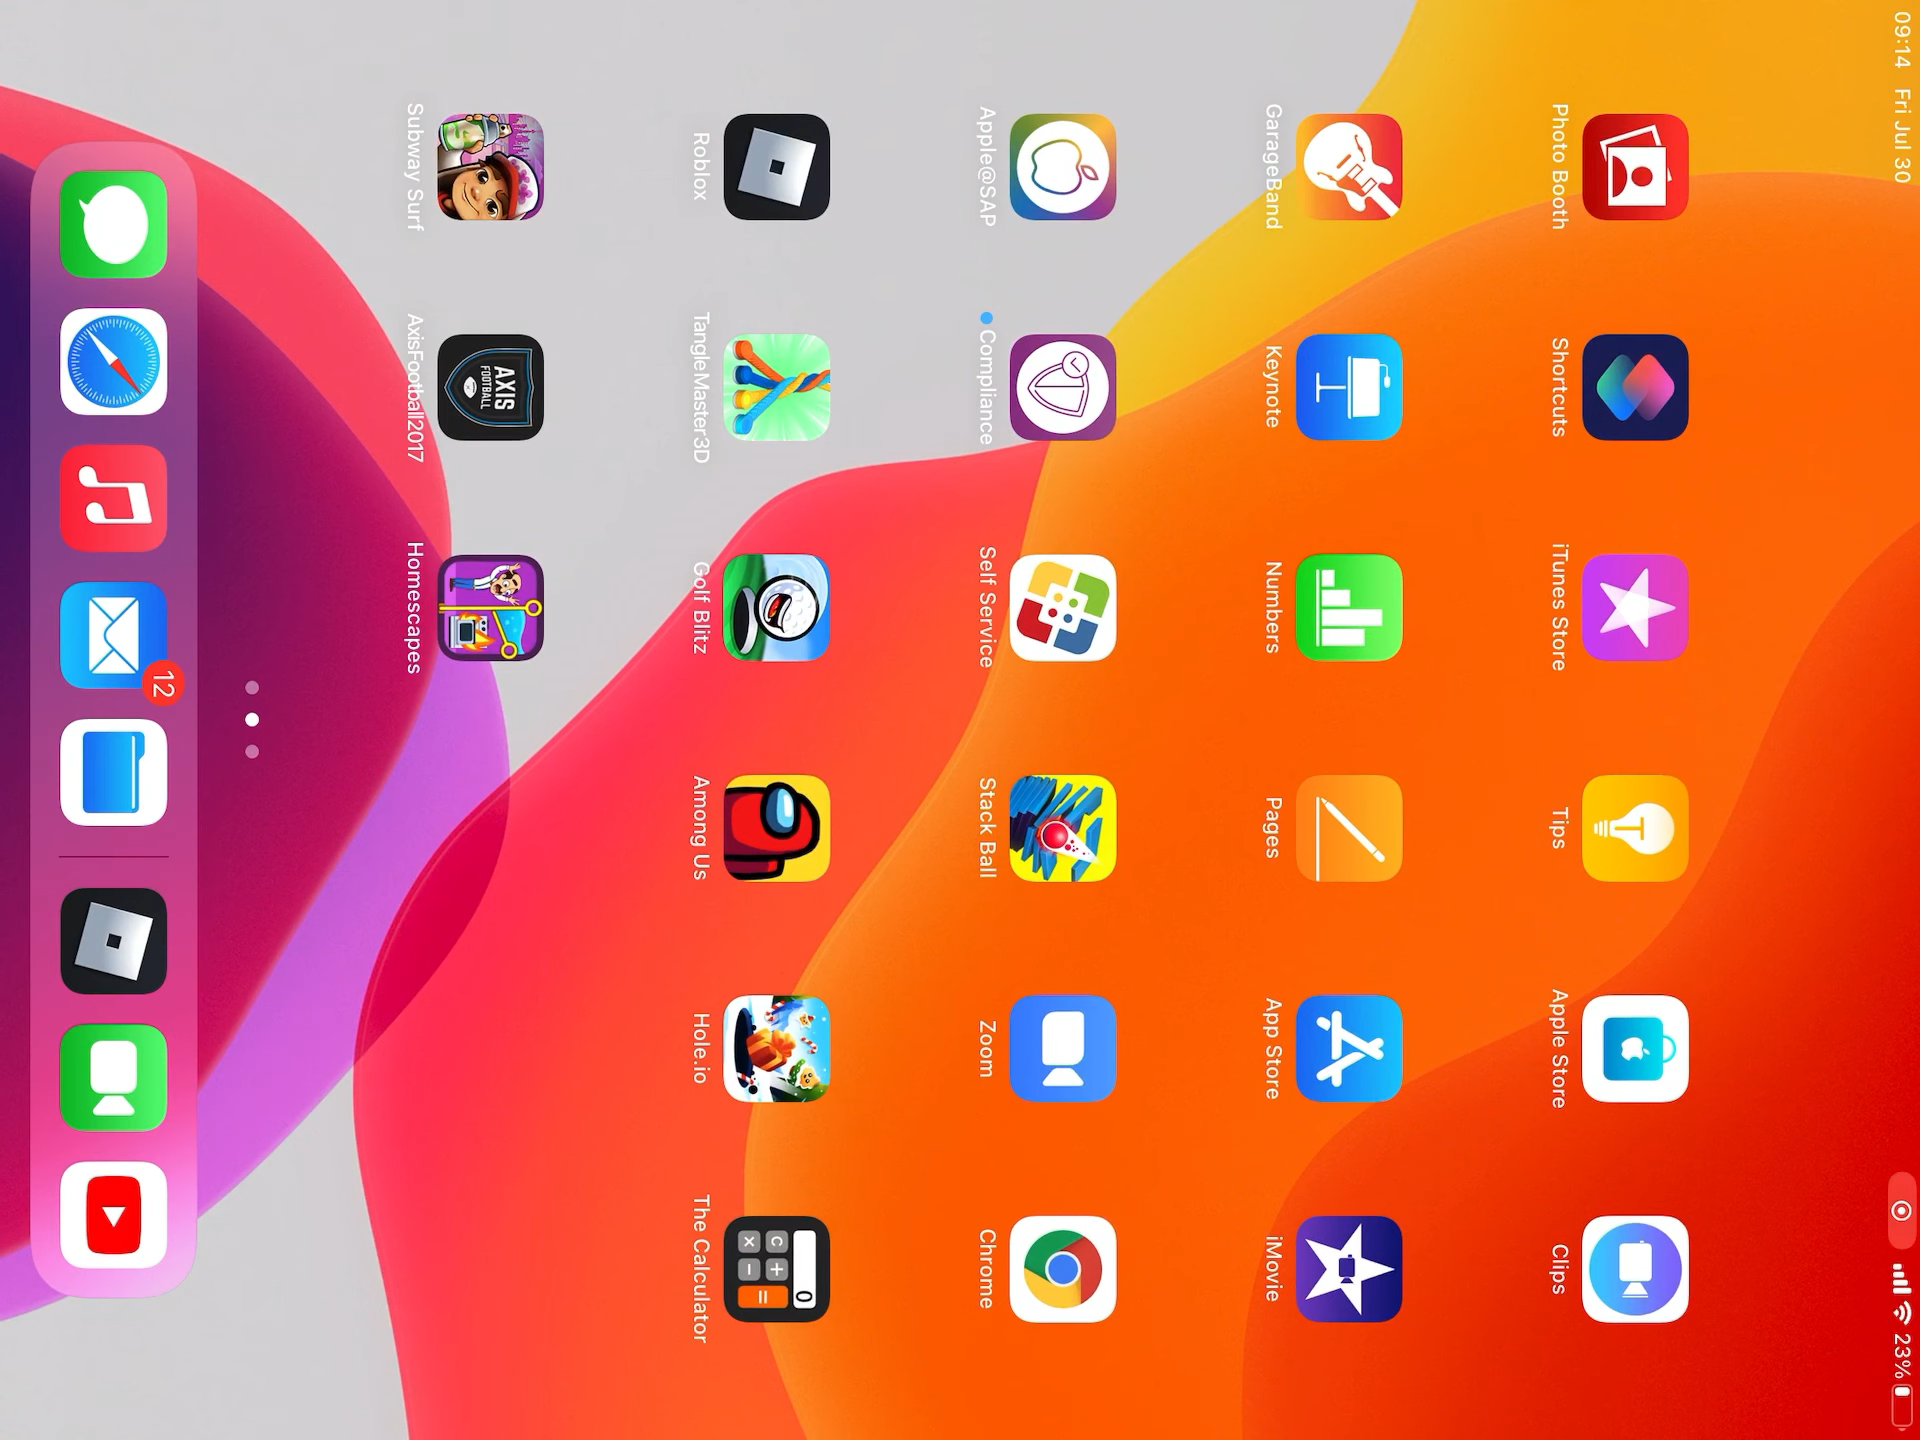 09:14 Fri Jul 30
23%
Photo Booth
Shortcuts
iTunes Store
Tips
Apple Store
Clips
GarageBand
Keynote
Numbers
Pages
App Store
iMovie
Apple@SAP
Compliance
Self Service
Stack Ball
Zoom
Chrome
Roblox
TangleMaster3D
Golf Blitz
Among Us
Hole.io
C
+
0
×
−
=
The Calculator
AXIS
FOOTBALL
Subway Surf
AxisFootball2017
Homescapes
12